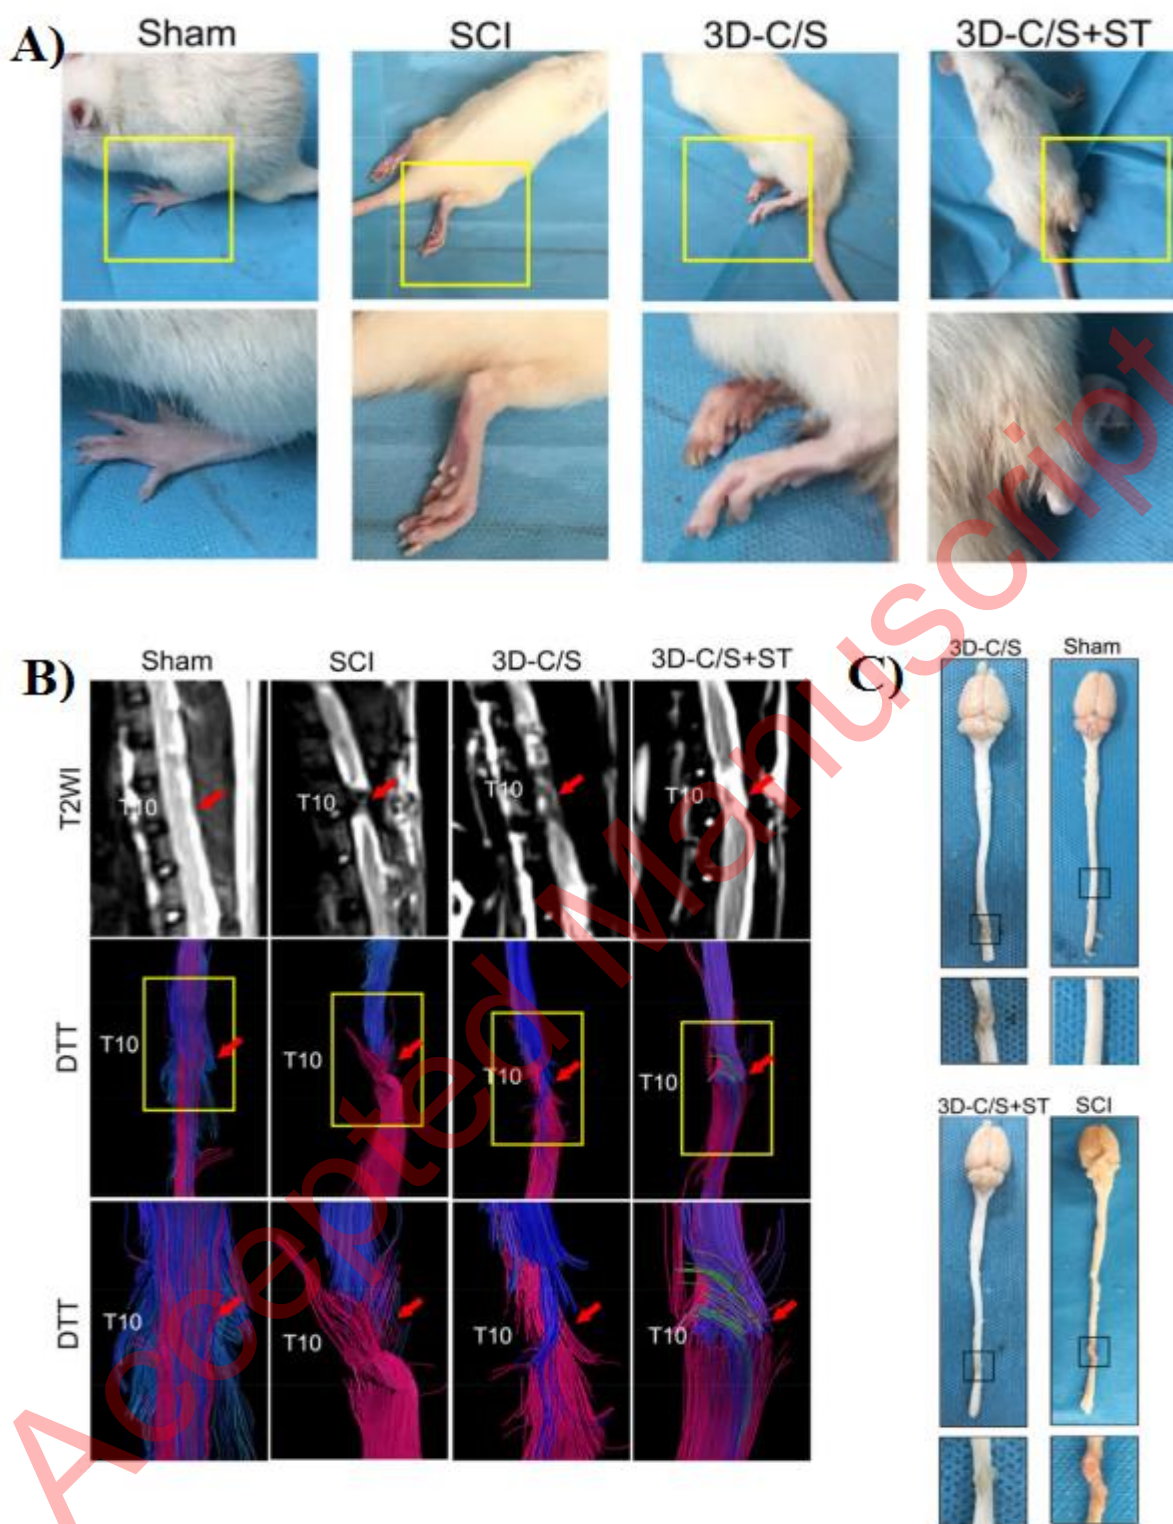 A)
Sham SCI 3D-C/S 3D-C/S+ST
B)
Sham SCI 3D-C/S 3D-C/S+ST
T2WI
T10 T10 T10 T10
DTT
T10 T10 T10 T10
DTT
T10 T10 T10 T10
C)
3D-C/S Sham
3D-C/S+ST SCI
Accepted Manuscript